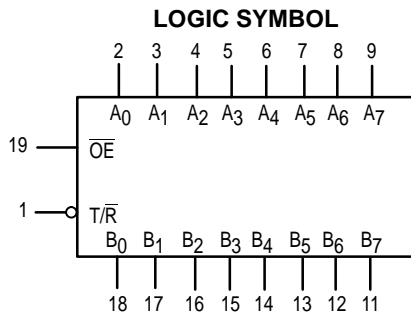 LOGIC SYMBOL
2 3 4 5 6 7 8 9
A₀ A₁ A₂ A₃ A₄ A₅ A₆ A₇
19 O̅E̅
1 T/R̅
B₀ B₁ B₂ B₃ B₄ B₅ B₆ B₇
18 17 16 15 14 13 12 11